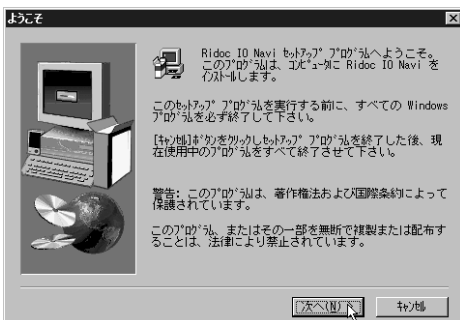 ようこそ
Ridoc IO Navi ｾｯﾄｱｯﾌﾟ ﾌﾟﾛｸﾞﾗﾑへようこそ。
このﾌﾟﾛｸﾞﾗﾑは、ｺﾝﾋﾟｭｰﾀに Ridoc IO Navi を
ｲﾝｽﾄｰﾙします。
このｾｯﾄｱｯﾌﾟ ﾌﾟﾛｸﾞﾗﾑを実行する前に、すべての Windows
ﾌﾟﾛｸﾞﾗﾑを必ず終了して下さい。
[ｷｬﾝｾﾙ]ﾎﾞﾀﾝをｸﾘｯｸしｾｯﾄｱｯﾌﾟ ﾌﾟﾛｸﾞﾗﾑを終了した後、現
在使用中のﾌﾟﾛｸﾞﾗﾑをすべて終了させて下さい。
警告: このﾌﾟﾛｸﾞﾗﾑは、著作権法および国際条約によって
保護されています。
このﾌﾟﾛｸﾞﾗﾑ、またはその一部を無断で複製または配布す
ることは、法律により禁止されています。
次へ(N) >
ｷｬﾝｾﾙ